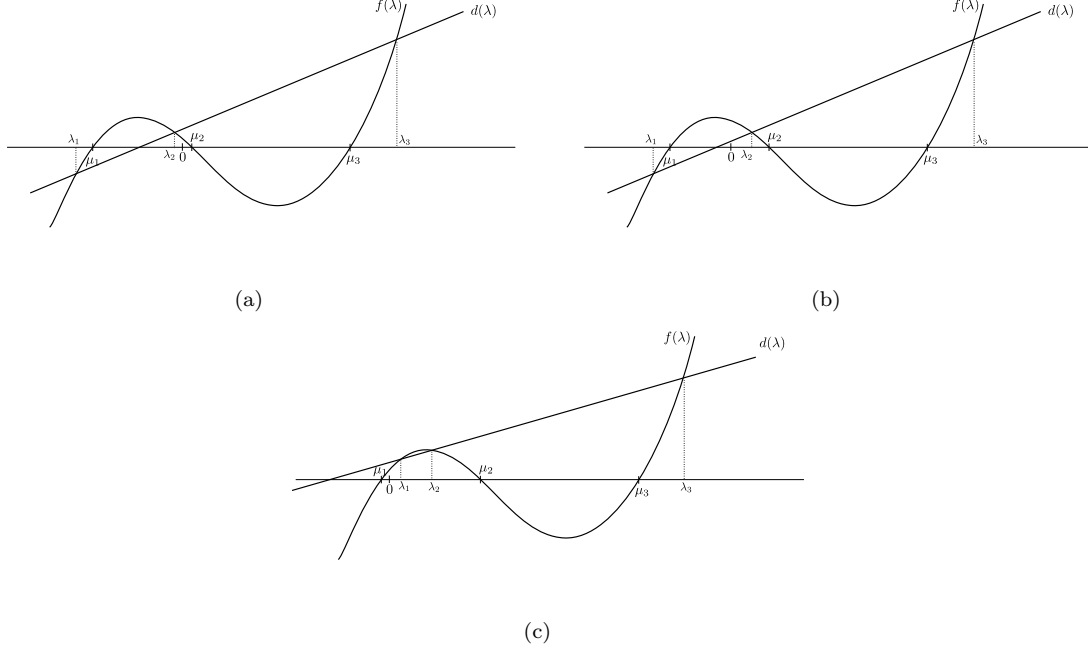 f(λ) d(λ)
λ₁ μ₁ λ₂ 0 μ₂ μ₃ λ₃
(a)
f(λ) d(λ)
λ₁ μ₁ 0 λ₂ μ₂ μ₃ λ₃
(b)
f(λ) d(λ)
μ₁ 0 λ₁ λ₂ μ₂ μ₃ λ₃
(c)